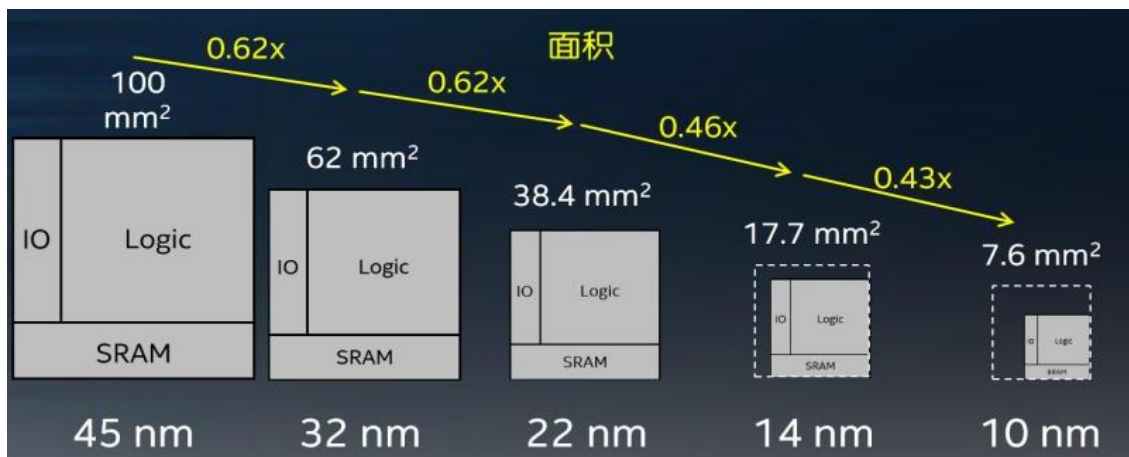 面积
0.62x
0.62x
0.46x
0.43x
100
mm²
62 mm²
38.4 mm²
17.7 mm²
7.6 mm²
IO
Logic
SRAM
IO
Logic
SRAM
IO
Logic
SRAM
IO
Logic
SRAM
IO
Logic
SRAM
45 nm
32 nm
22 nm
14 nm
10 nm